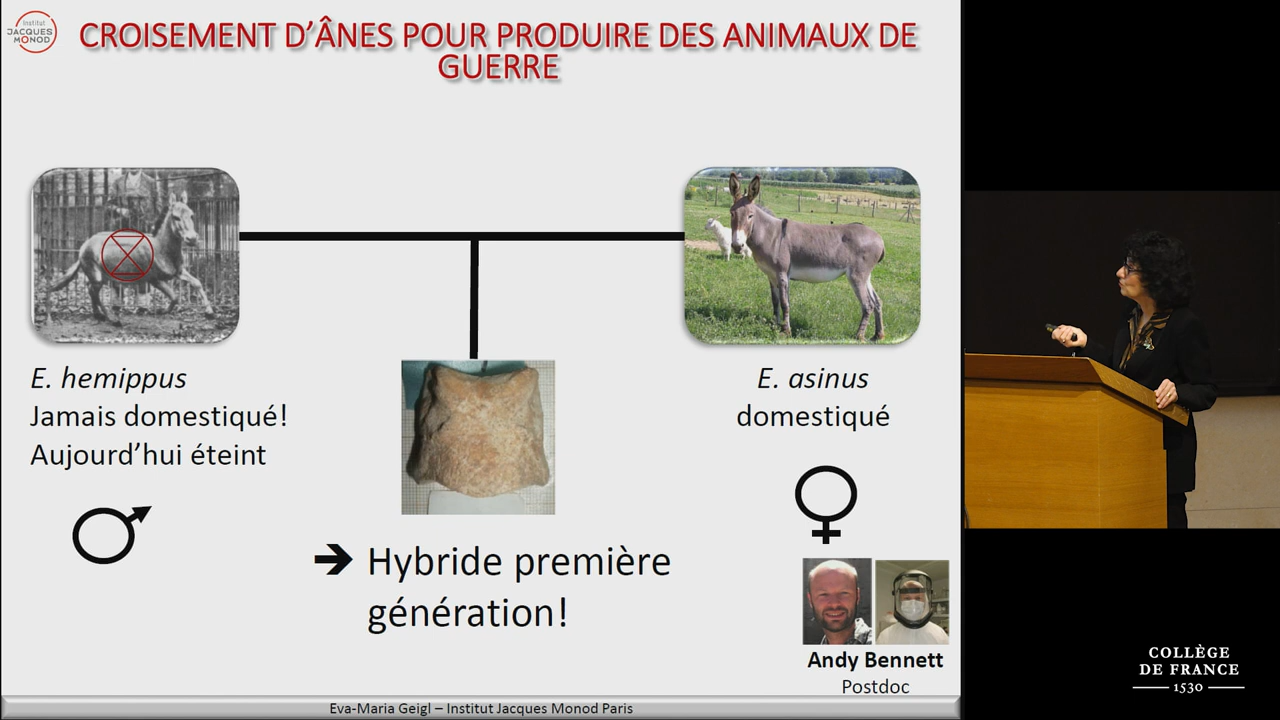 Institut
JACQUES
MONOD
CROISEMENT D'ÂNES POUR PRODUIRE DES ANIMAUX DE
GUERRE
E. hemippus
Jamais domestiqué!
Aujourd'hui éteint
E. asinus
domestiqué
➔ Hybride première
génération!
Andy Bennett
Postdoc
Eva-Maria Geigl – Institut Jacques Monod Paris
COLLÈGE
DE FRANCE
1530